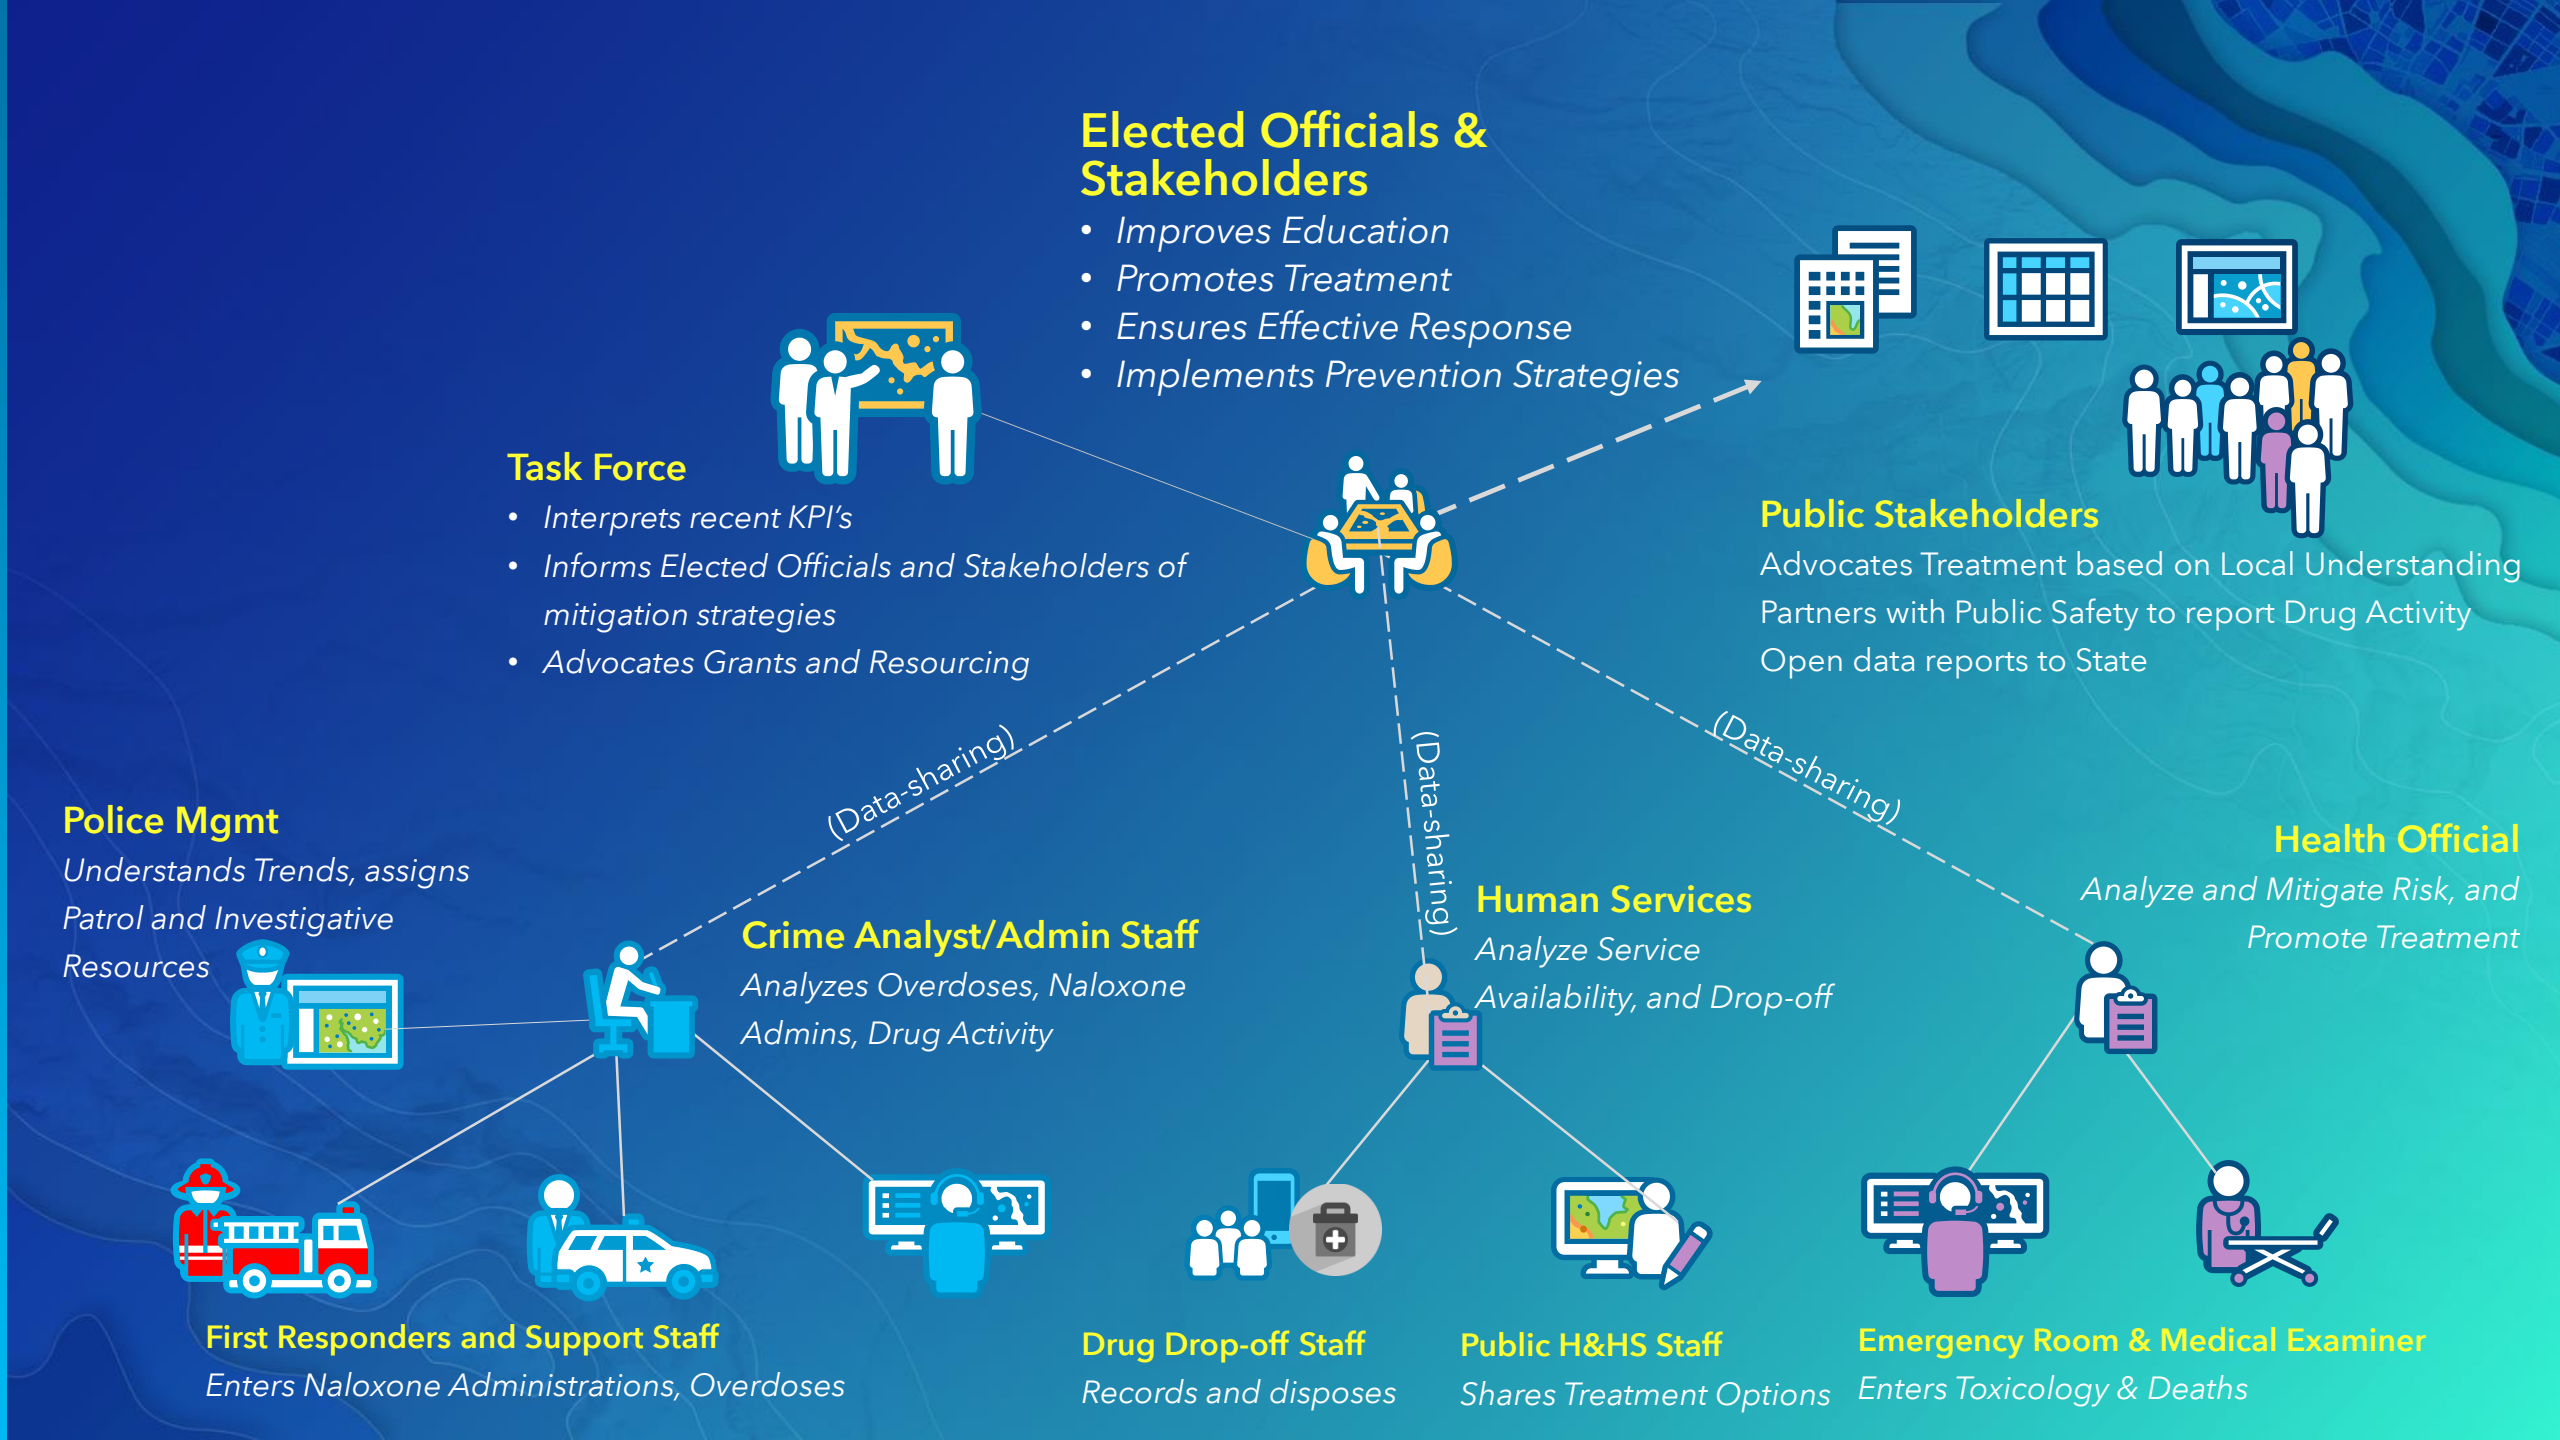 Elected Officials &
Stakeholders
• Improves Education
• Promotes Treatment
• Ensures Effective Response
• Implements Prevention Strategies
Task Force
• Interprets recent KPI’s
• Informs Elected Officials and Stakeholders of
mitigation strategies
• Advocates Grants and Resourcing
Public Stakeholders
Advocates Treatment based on Local Understanding
Partners with Public Safety to report Drug Activity
Open data reports to State
(Data-sharing)
(Data-sharing)
(Data-sharing)
Police Mgmt
Understands Trends, assigns
Patrol and Investigative
Resources
Crime Analyst/Admin Staff
Analyzes Overdoses, Naloxone
Admins, Drug Activity
Human Services
Analyze Service
Availability, and Drop-off
Health Official
Analyze and Mitigate Risk, and
Promote Treatment
First Responders and Support Staff
Enters Naloxone Administrations, Overdoses
Drug Drop-off Staff
Records and disposes
Public H&HS Staff
Shares Treatment Options
Emergency Room & Medical Examiner
Enters Toxicology & Deaths